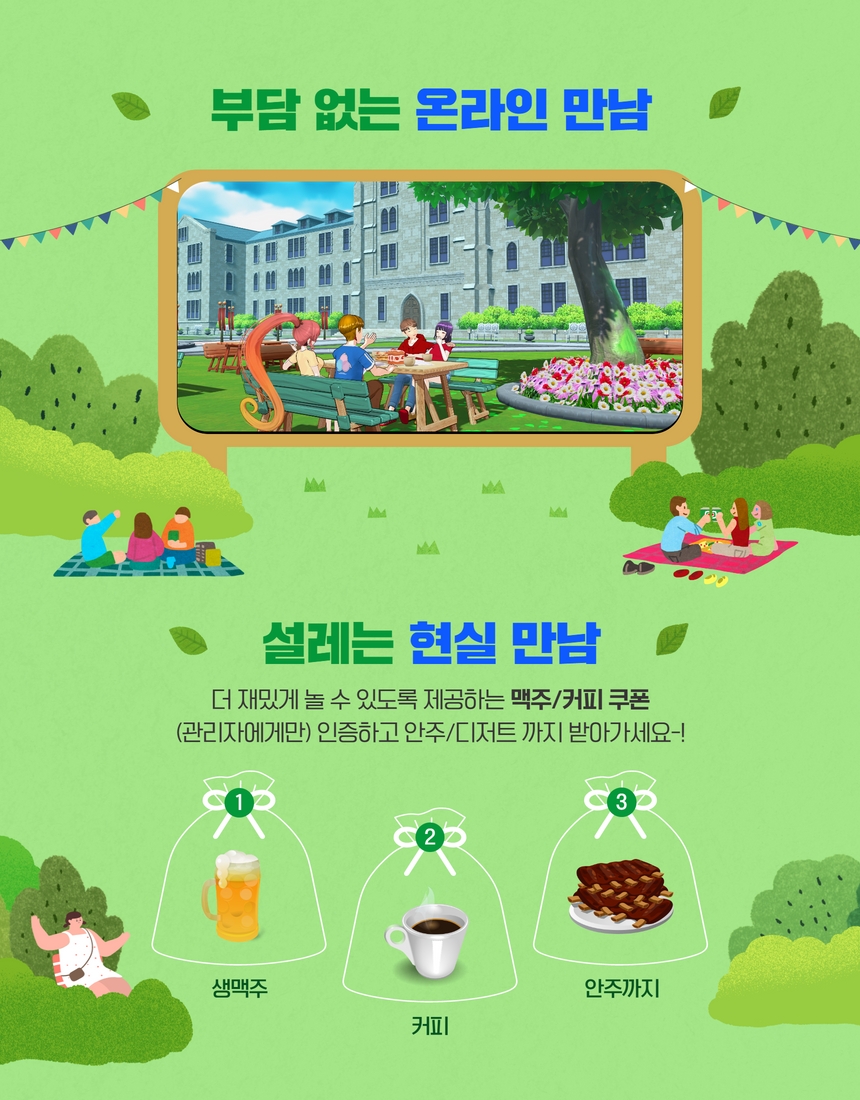 부담 없는 온라인 만남
설레는 현실 만남
더 재밌게 놀 수 있도록 제공하는 맥주/커피 쿠폰
(관리자에게만) 인증하고 안주/디저트 까지 받아가세요~!
1
2
3
생맥주
커피
안주까지